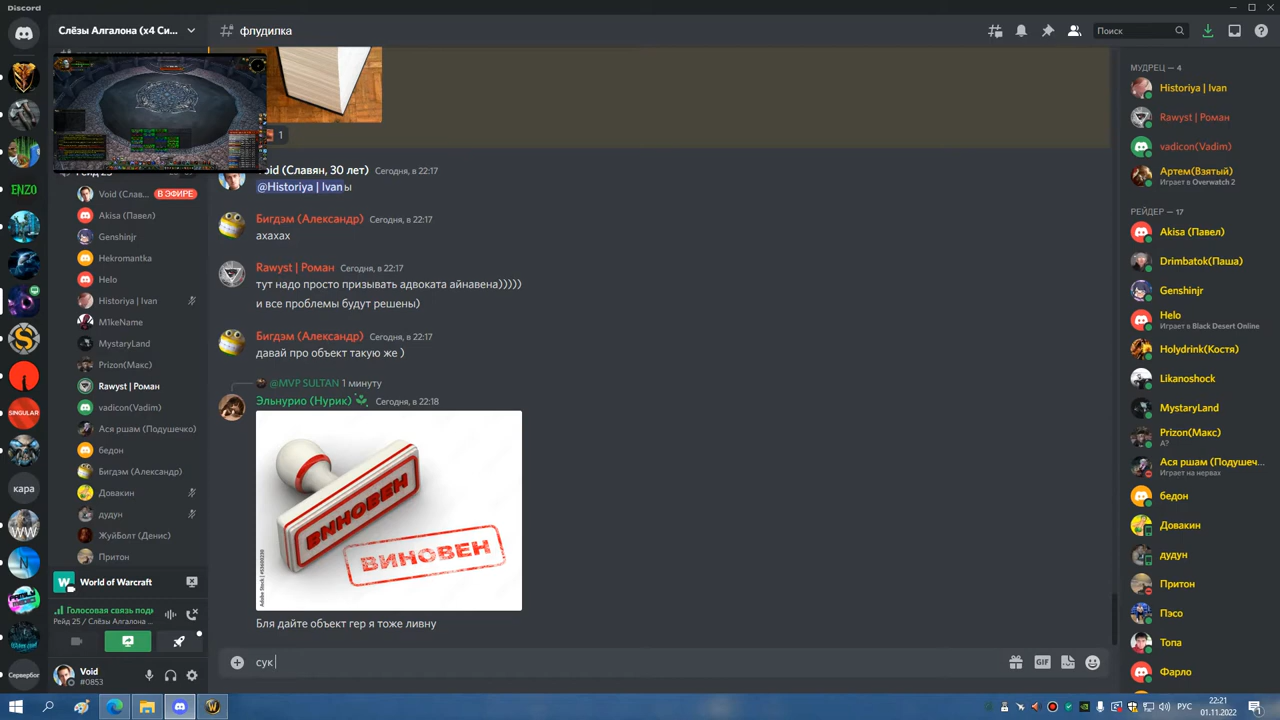 Discord
Слёзы Алгалона (x4 Си...
флудилка
Поиск
1
Void (Славян, 30 лет) Сегодня, в 22:17
@Historiya | Ivanы
Бигдэм (Александр) Сегодня, в 22:17
ахахах
Rawyst | Роман Сегодня, в 22:17
тут надо просто призывать адвоката айнавена)))))
и все проблемы будут решены)
Бигдэм (Александр) Сегодня, в 22:17
давай про объект такую же )
@MVP SULTAN 1 минуту
Эльнурио (Нурик) Сегодня, в 22:18
ВИНОВЕН
ВИНОВЕН
Бля дайте объект гер я тоже ливну
сук
GIF
ENZO
SINGULAR
кара
WW
Сервербог
Рейд 25
Void (Слав... В ЭФИРЕ
Akisa (Павел)
Genshinjr
Hekromantka
Helo
Historiya | Ivan
M1keName
MystaryLand
Prizon(Макс)
Rawyst | Роман
vadicon(Vadim)
Ася ршам (Подушечко)
бедон
Бигдэм (Александр)
Довакин
дудун
ЖуйБолт (Денис)
Притон
World of Warcraft
Голосовая связь подк
Рейд 25 / Слёзы Алгалона ...
Void
#0853
МУДРЕЦ — 4
Historiya | Ivan
Rawyst | Роман
vadicon(Vadim)
Артем(Взятый)
Играет в Overwatch 2
РЕЙДЕР — 17
Akisa (Павел)
Drimbatok(Паша)
Genshinjr
Helo
Играет в Black Desert Online
Holydrink(Костя)
Likanoshock
MystaryLand
Prizon(Макс)
А?
Ася ршам (Подушеч...
Играет на нервах
бедон
Довакин
дудун
Притон
Пэсо
Топа
Фарло
РУС
22:21
01.11.2022